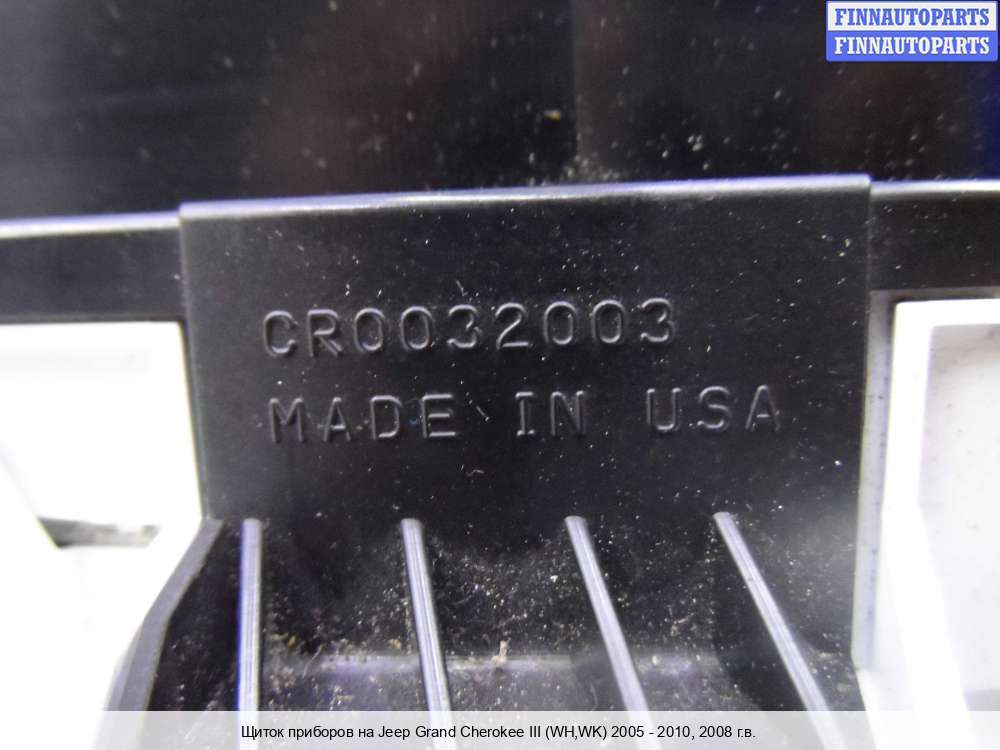 FINNAUTOPARTS
FINNAUTOPARTS
CR0032003
MADE IN USA
Щиток приборов на Jeep Grand Cherokee III (WH,WK) 2005 - 2010, 2008 г.в.